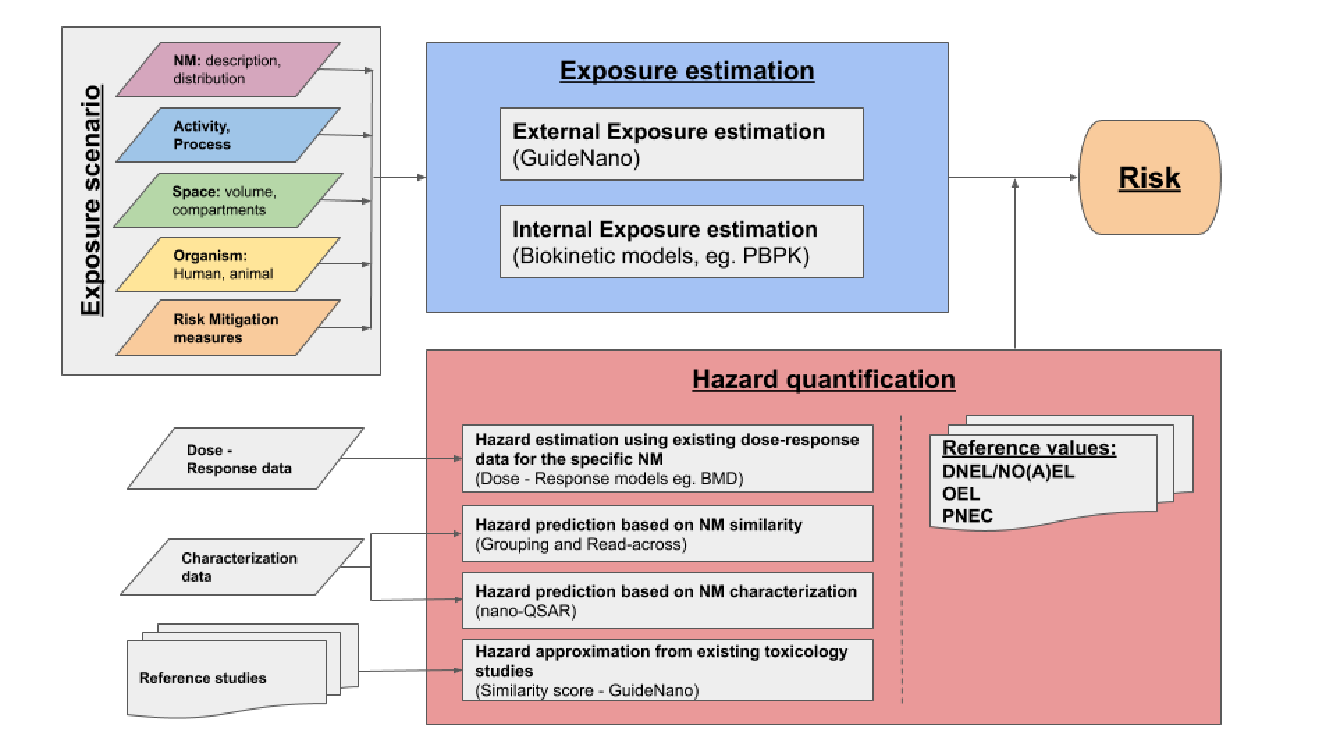 Exposure scenario
NM: description,
distribution
Activity,
Process
Space: volume,
compartments
Organism:
Human, animal
Risk Mitigation
measures
Exposure estimation
External Exposure estimation
(GuideNano)
Internal Exposure estimation
(Biokinetic models, eg. PBPK)
Risk
Hazard quantification
Dose -
Response data
Characterization
data
Reference studies
Hazard estimation using existing dose-response
data for the specific NM
(Dose - Response models eg. BMD)
Hazard prediction based on NM similarity
(Grouping and Read-across)
Hazard prediction based on NM characterization
(nano-QSAR)
Hazard approximation from existing toxicology
studies
(Similarity score - GuideNano)
Reference values:
DNEL/NO(A)EL
OEL
PNEC